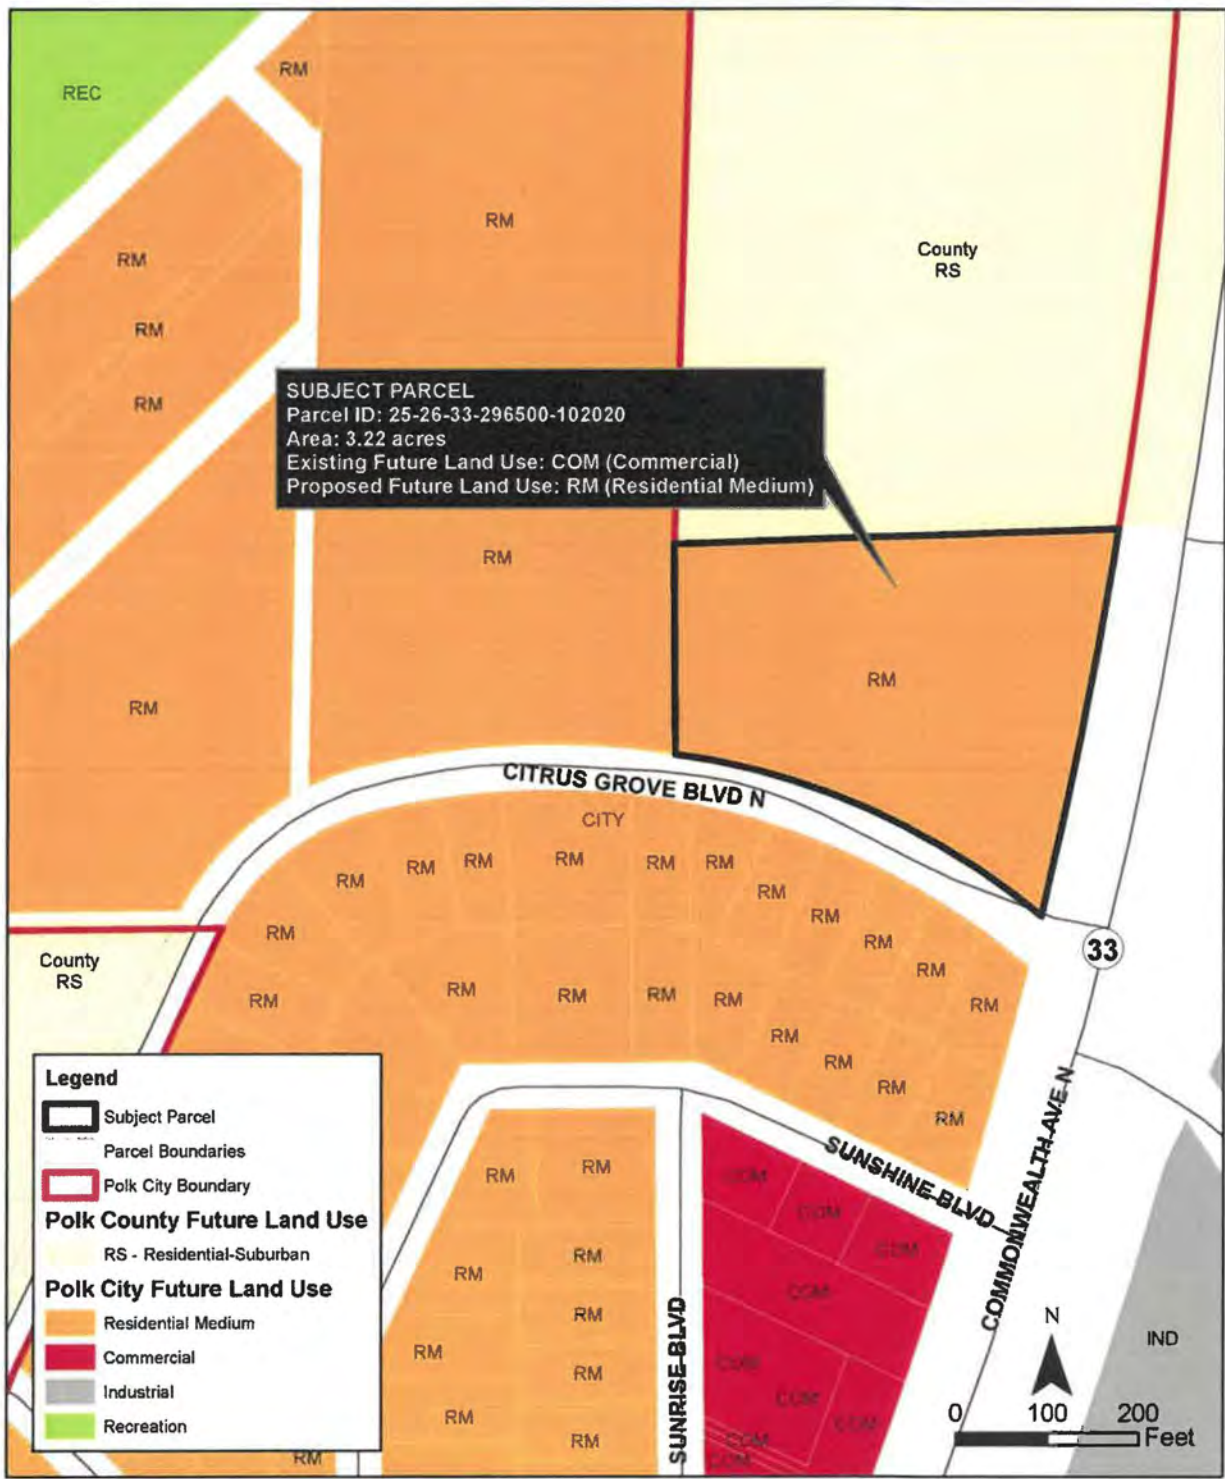 REC
RM
RM
County
RS
RM
RM
RM
SUBJECT PARCEL
Parcel ID: 25-26-33-296500-102020
Area: 3.22 acres
Existing Future Land Use: COM (Commercial)
Proposed Future Land Use: RM (Residential Medium)
RM
RM
RM
CITRUS GROVE BLVD N
CITY
RM
RM
RM
RM
RM
RM
RM
RM
RM
RM
RM
RM
33
County
RS
RM
RM
RM
RM
RM
RM
RM
RM
RM
Legend
Subject Parcel
Parcel Boundaries
Polk City Boundary
Polk County Future Land Use
RS - Residential-Suburban
Polk City Future Land Use
Residential Medium
Commercial
Industrial
Recreation
RM
RM
RM
RM
RM
RM
RM
RM
RM
RM
SUNRISE BLVD
SUNSHINE BLVD
COMMONWEALTH AVE N
COM
COM
COM
COM
COM
COM
COM
COM
COM
IND
N
0 100 200
Feet